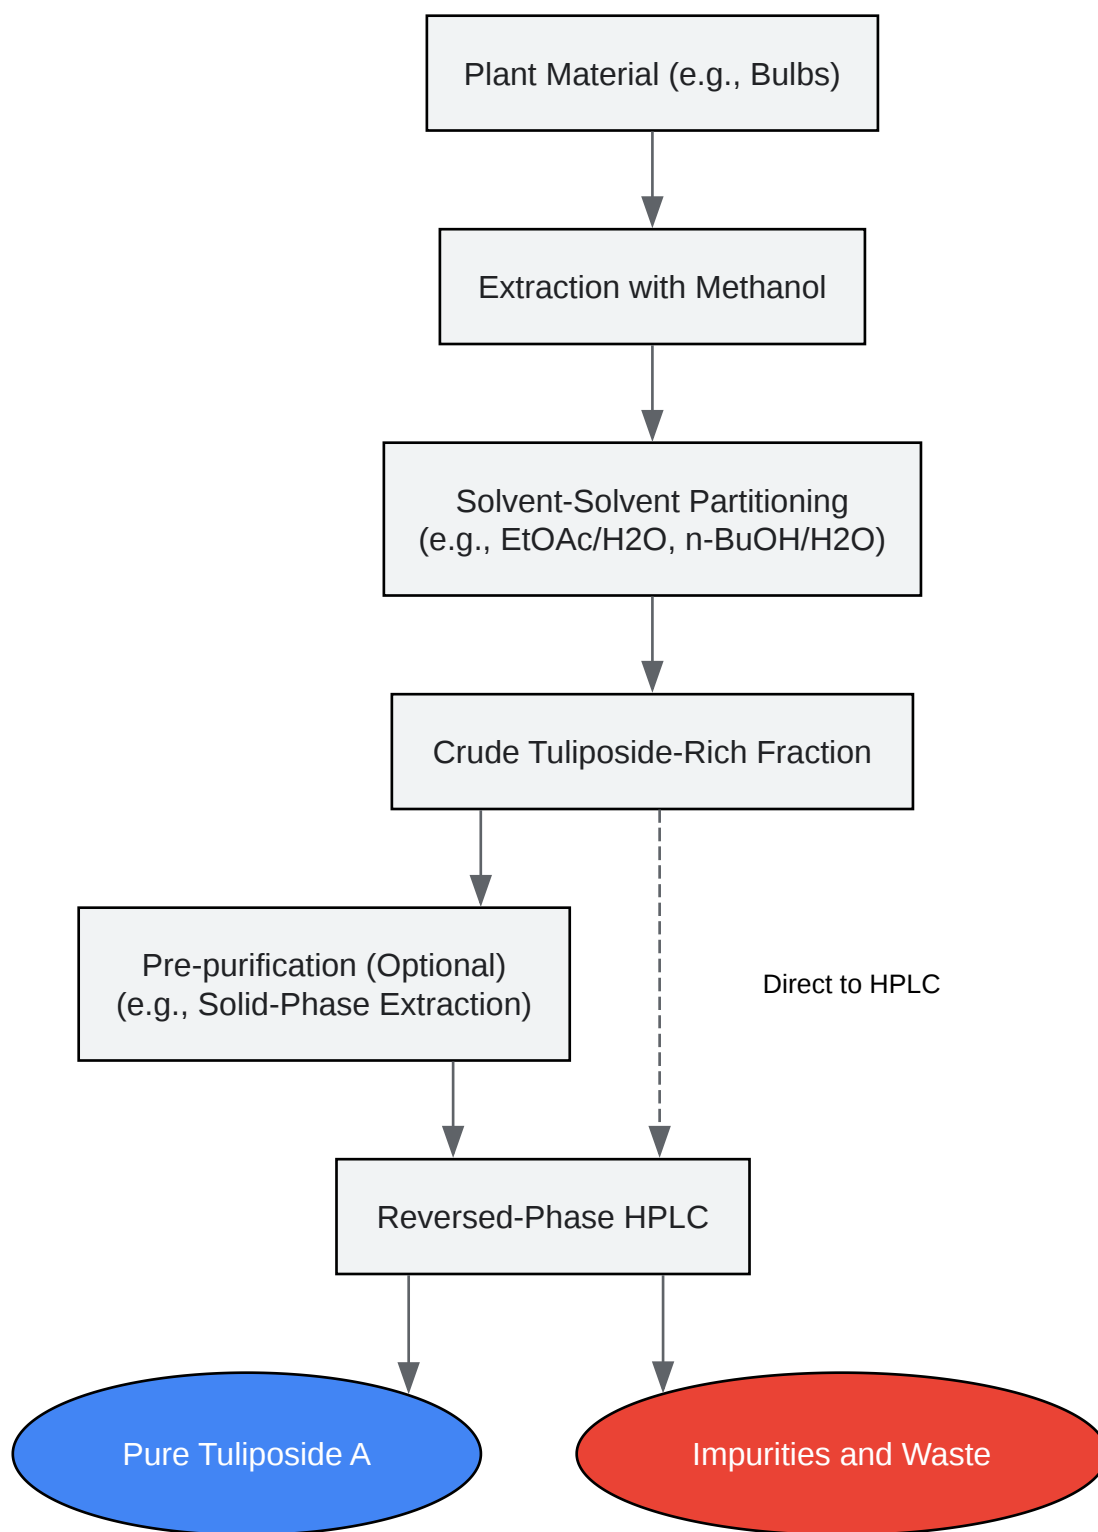 Plant Material (e.g., Bulbs)
Extraction with Methanol
Solvent-Solvent Partitioning
(e.g., EtOAc/H2O, n-BuOH/H2O)
Crude Tuliposide-Rich Fraction
Pre-purification (Optional)
(e.g., Solid-Phase Extraction)
Direct to HPLC
Reversed-Phase HPLC
Pure Tuliposide A
Impurities and Waste